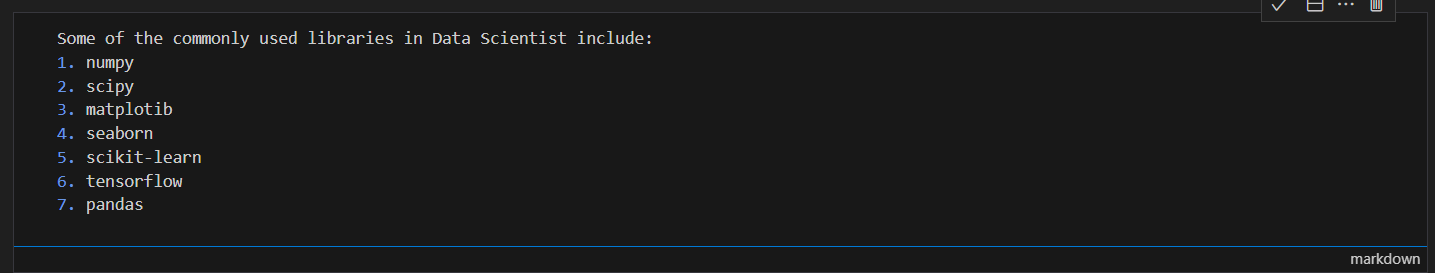 Some of the commonly used libraries in Data Scientist include:
1. numpy
2. scipy
3. matplotib
4. seaborn
5. scikit-learn
6. tensorflow
7. pandas
markdown